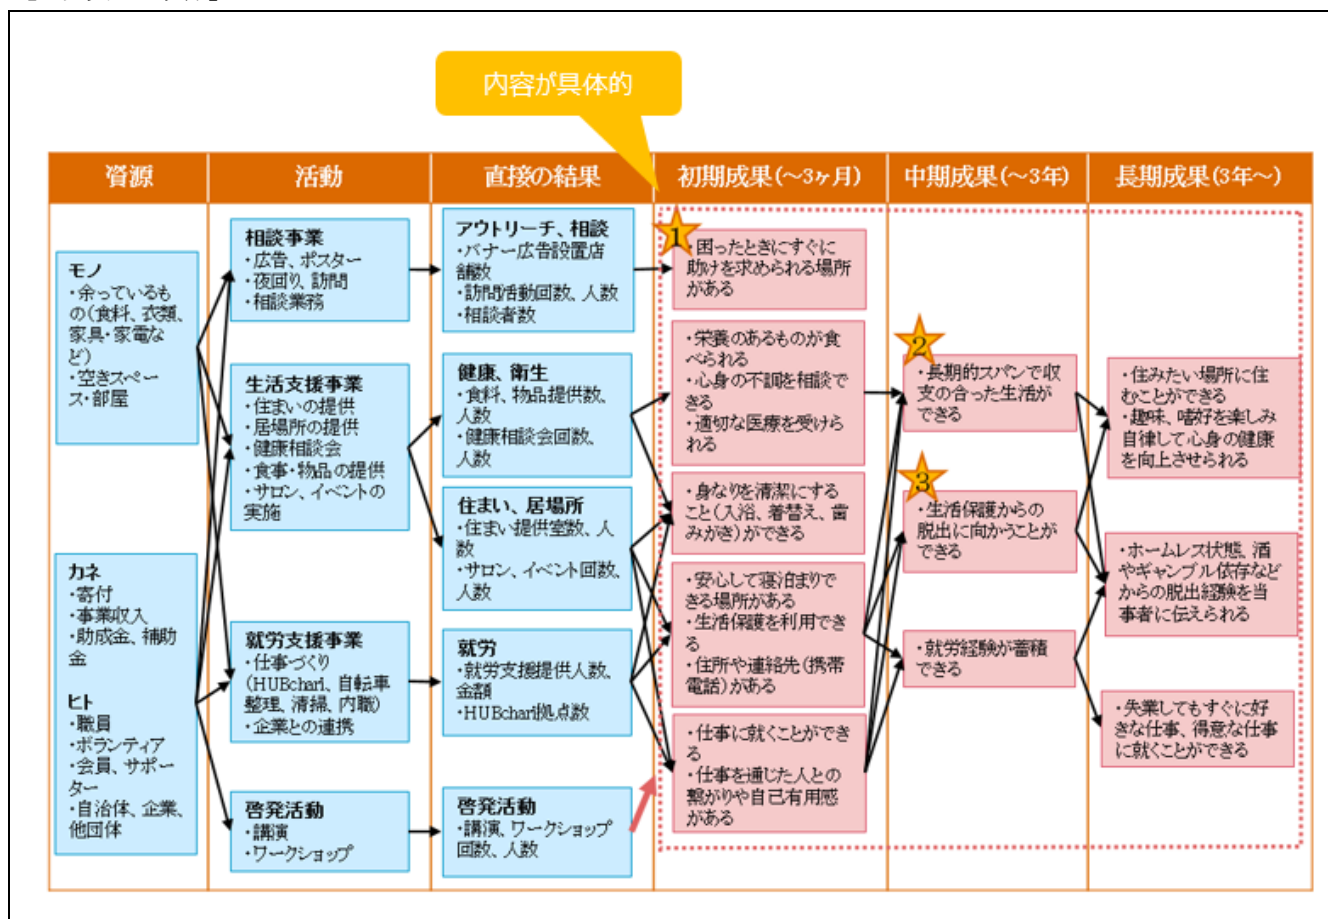 内容が具体的
資源
活動
直接の結果
初期成果(～3ヶ月)
中期成果(～3年)
長期成果(3年～)
モノ
・余っているも
の(食料、衣類、
家具・家電な
ど)
・空きスペー
ス・部屋
カネ
・寄付
・事業収入
・助成金、補助
金
ヒト
・職員
・ボランティア
・会員、サポー
ター
・自治体、企業、
他団体
相談事業
・広告、ポスター
・夜回り、訪問
・相談業務
生活支援事業
・住まいの提供
・居場所の提供
・健康相談会
・食事・物品の提供
・サロン、イベントの
実施
就労支援事業
・仕事づくり
(HUBchari、自転車
整理、清掃、内職)
・企業との連携
啓発活動
・講演
・ワークショップ
アウトリーチ、相談
・バナー広告設置店
舗数
・訪問活動回数、人数
・相談者数
健康、衛生
・食料、物品提供数、
人数
・健康相談会回数、
人数
住まい、居場所
・住まい提供室数、人
数
・サロン、イベント回数、
人数
就労
・就労支援提供人数、
金額
・HUBchari拠点数
啓発活動
・講演、ワークショップ
回数、人数
1
・困ったときにすぐに
助けを求められる場所
がある
・栄養のあるものが食
べられる
・心身の不調を相談で
きる
・適切な医療を受けら
れる
・身なりを清潔にする
こと(入浴、着替え、歯
みがき)ができる
・安心して寝泊まりで
きる場所がある
・生活保護を利用でき
る
・住所や連絡先(携帯
電話)がある
・仕事に就くことができ
る
・仕事を通じた人との
繋がりや自己有用感
がある
2
・長期的スパンで収
支の合った生活が
できる
3
・生活保護からの
脱出に向かうことが
できる
・就労経験が蓄積
できる
・住みたい場所に住
むことができる
・趣味、嗜好を楽しみ
自律して心身の健康
を向上させられる
・ホームレス状態、酒
やギャンブル依存など
からの脱出経験を当
事者に伝えられる
・失業してもすぐに好
きな仕事、得意な仕事
に就くことができる